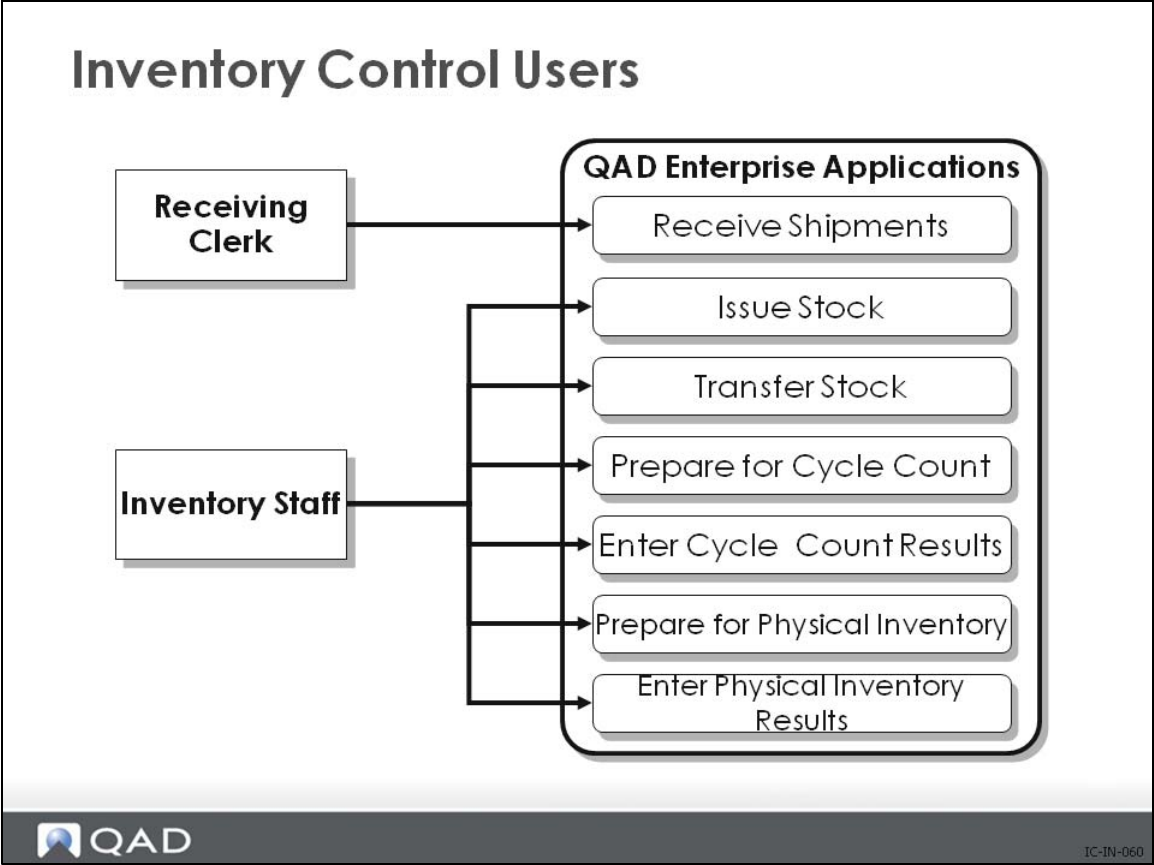 Inventory Control Users
QAD Enterprise Applications
Receiving
Clerk
Receive Shipments
Issue Stock
Transfer Stock
Prepare for Cycle Count
Inventory Staff
Enter Cycle Count Results
Prepare for Physical Inventory
Enter Physical Inventory
Results
QAD
IC-IN-060